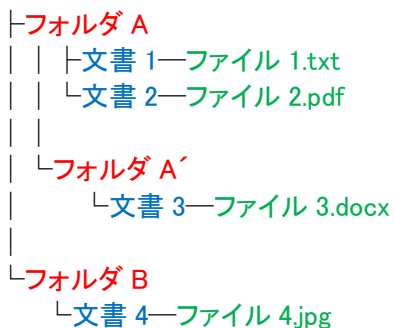 ├フォルダ A
│ │ ├文書 1―ファイル 1.txt
│ │ └文書 2―ファイル 2.pdf
│ │
│ └フォルダ A´
│ └文書 3―ファイル 3.docx
│
└フォルダ B
└文書 4―ファイル 4.jpg